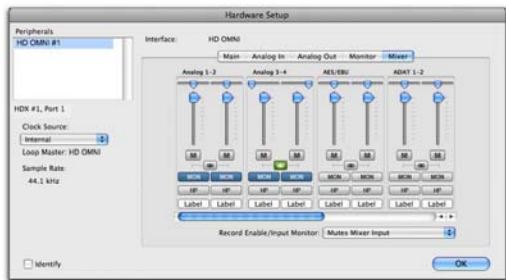 Hardware Setup
Peripherals
HD OMNI #1
HDX #1, Port 1
Clock Source:
Internal
Loop Master: HD OMNI
Sample Rate:
44.1 kHz
Identify
Interface: HD OMNI
Main Analog In Analog Out Monitor Mixer
Analog 1-2 Analog 3-4 AES/EBU ADAT 1-2
M M M M M M M M
MON MON MON MON MON MON MON MON
HP HP HP HP HP HP HP HP
Label Label Label Label Label Label Label Label
Record Enable/Input Monitor: Mutes Mixer Input
OK